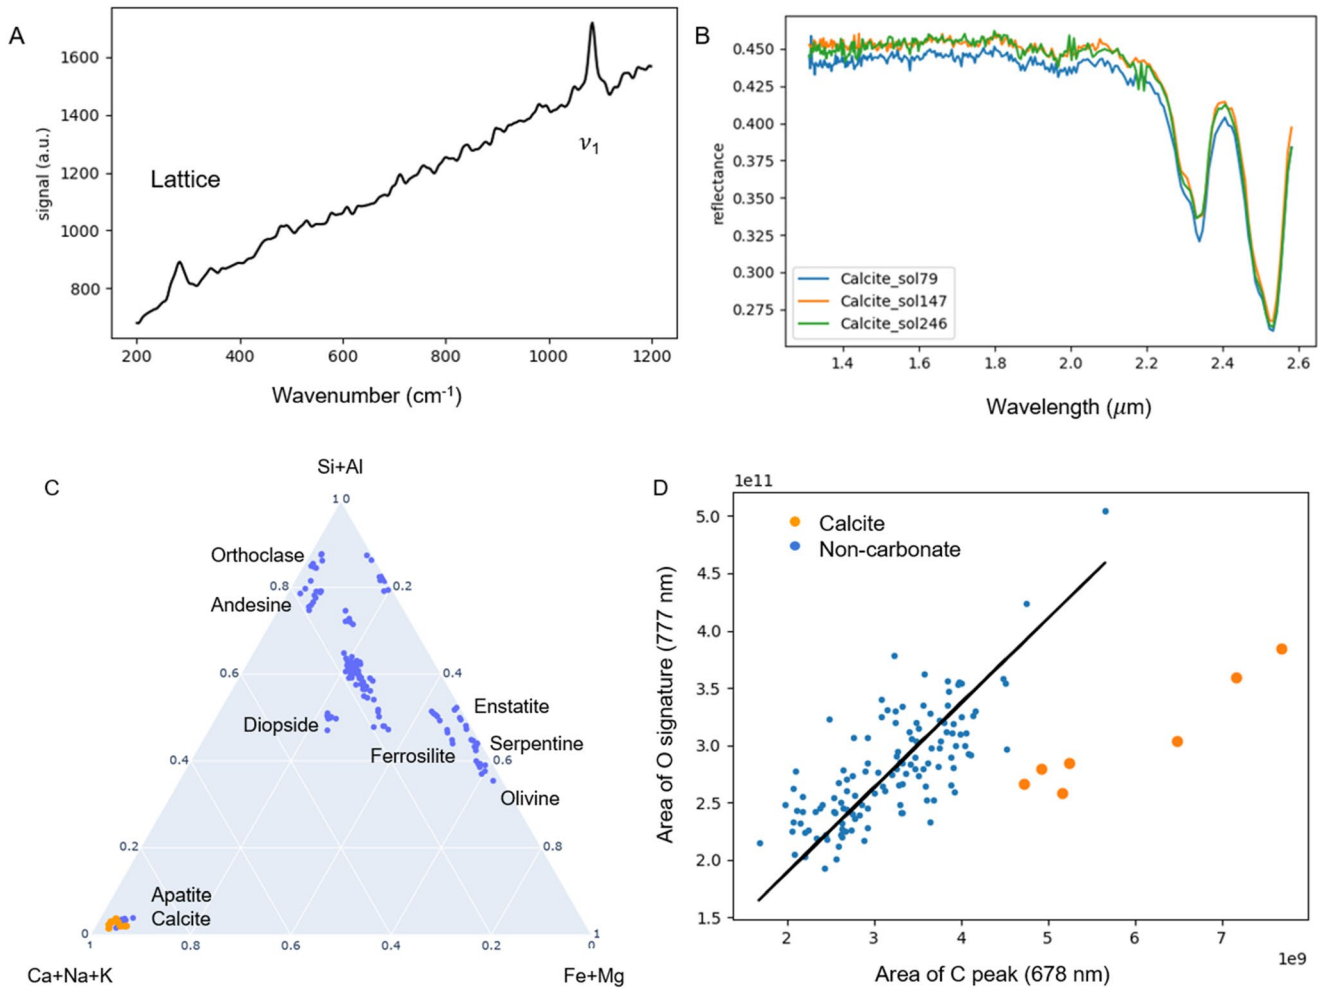 A
1600
1400
1200
1000
800
signal (a.u.)
Lattice
ν1
200 400 600 800 1000 1200
Wavenumber (cm-1)
B
0.450
0.425
0.400
0.375
0.350
0.325
0.300
0.275
reflectance
Calcite_sol79
Calcite_sol147
Calcite_sol246
1.4 1.6 1.8 2.0 2.2 2.4 2.6
Wavelength (μm)
C
Si+Al
1 0
Orthoclase
0.8 0.2
Andesine
0.6 0.4
Enstatite
Diopside
Serpentine
Ferrosilite
0.4 0.6
Olivine
0.2 0.8
Apatite
Calcite
0 1
1 0.8 0.6 0.4 0.2 0
Ca+Na+K Fe+Mg
D
1e11
5.0
4.5
4.0
3.5
3.0
2.5
2.0
1.5
Area of O signature (777 nm)
Calcite
Non-carbonate
2 3 4 5 6 7
1e9
Area of C peak (678 nm)